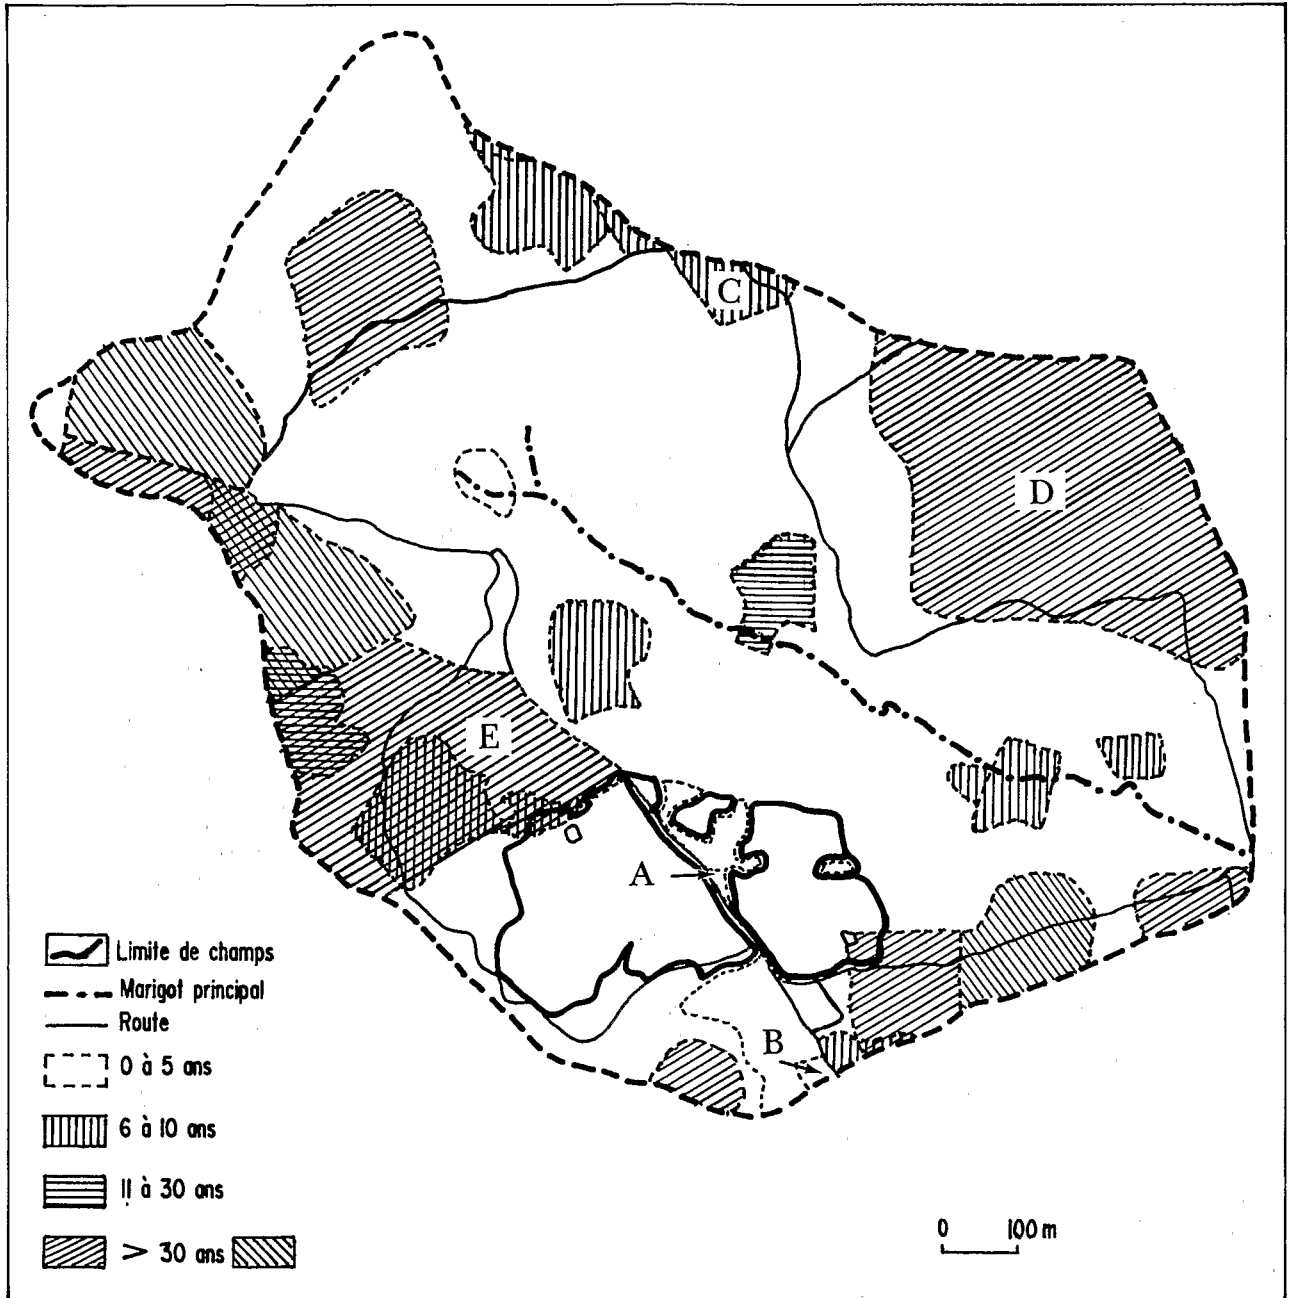 C
D
E
A
B
Limite de champs
Marigot principal
Route
0 à 5 ans
6 à 10 ans
11 à 30 ans
> 30 ans
0 100 m